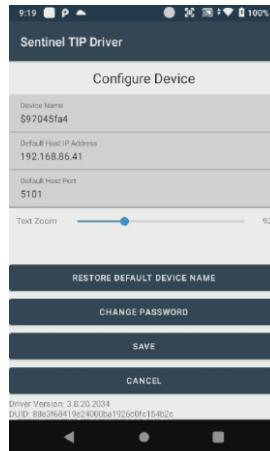 9:19
100%
Sentinel TIP Driver
Configure Device
Device Name
$97045fa4
Default Host IP Address
192.168.86.41
Default Host Port
5101
Text Zoom
92
RESTORE DEFAULT DEVICE NAME
CHANGE PASSWORD
SAVE
CANCEL
Driver Version: 3.8.20.2034
DUID: